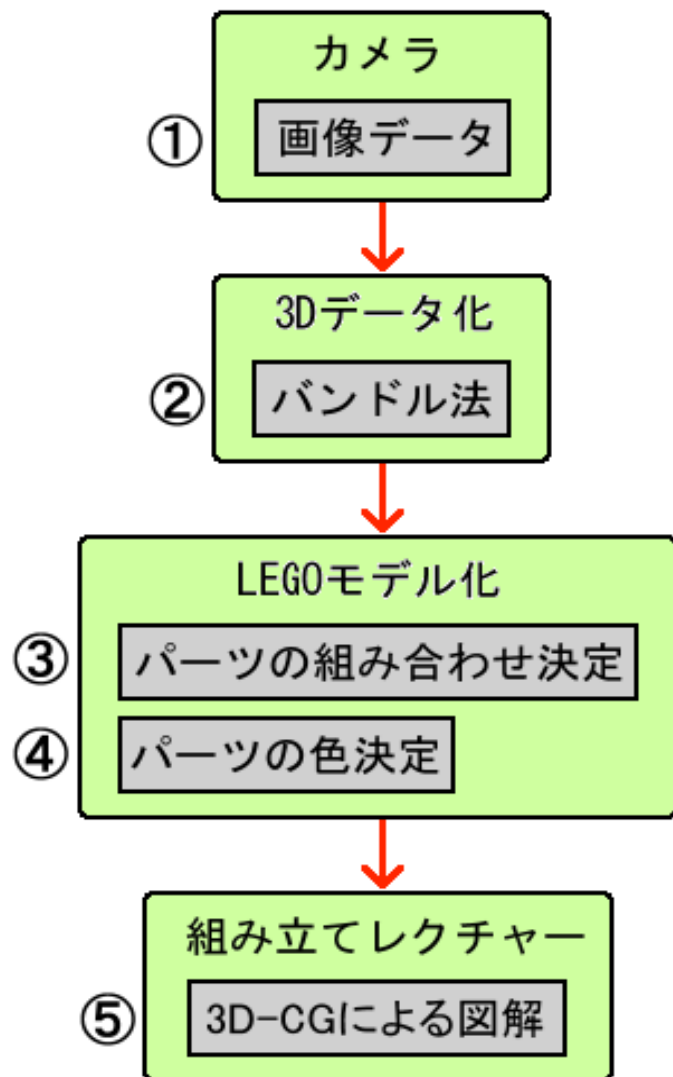 カメラ
① 画像データ
3Dデータ化
② バンドル法
LEGOモデル化
③ パーツの組み合わせ決定
④ パーツの色決定
組み立てレクチャー
⑤ 3D-CGによる図解